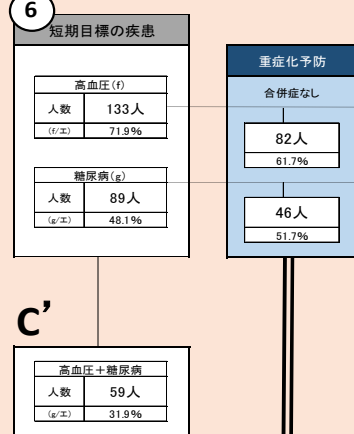 6
短期目標の疾患
高血圧(f)
人数 133人
(f/エ) 71.9%
糖尿病(g)
人数 89人
(g/エ) 48.1%
重症化予防
合併症なし
82人
61.7%
46人
51.7%
C’
高血圧＋糖尿病
人数 59人
(g/エ) 31.9%